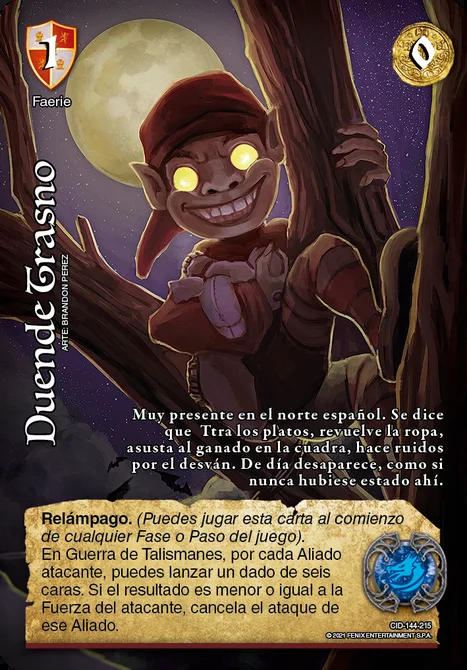 1
0
Faerie
Duende Trasno
ARTE: BRANDON PEREZ
Muy presente en el norte español. Se dice
que Ttra los platos, revuelve la ropa,
asusta al ganado en la cuadra, hace ruidos
por el desván. De día desaparece, como si
nunca hubiese estado ahí.
Relámpago. (Puedes jugar esta carta al comienzo
de cualquier Fase o Paso del juego).
En Guerra de Talismanes, por cada Aliado
atacante, puedes lanzar un dado de seis
caras. Si el resultado es menor o igual a la
Fuerza del atacante, cancela el ataque de
ese Aliado.
CID-144-215
©2021 FENIX ENTERTAINMENT S.P.A.